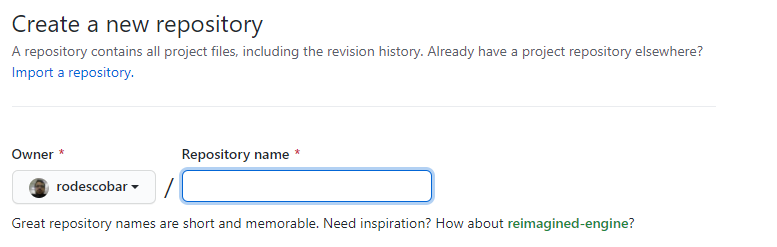 Create a new repository
A repository contains all project files, including the revision history. Already have a project repository elsewhere?
Import a repository.
Owner *
Repository name *
rodescobar
/
Great repository names are short and memorable. Need inspiration? How about reimagined-engine?